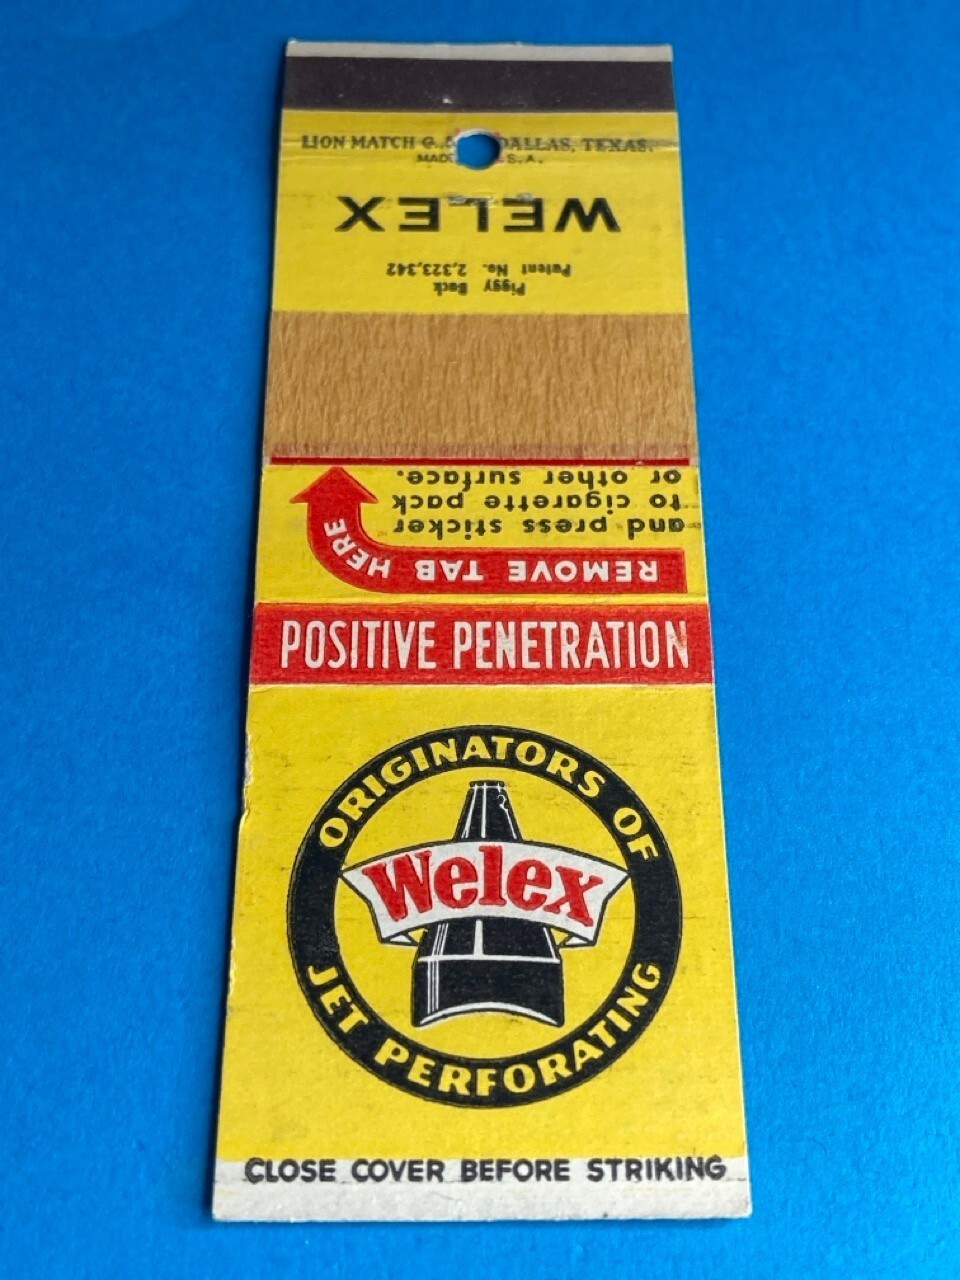 LION MATCH
DALLAS, TEXAS.
S.A.
WELEX
Piggy Back
Patent No. 2,323,342
REMOVE TAB HERE
and press sticker
to cigarette pack
or other surface.
POSITIVE PENETRATION
ORIGINATORS OF
Welex
JET PERFORATING
CLOSE COVER BEFORE STRIKING